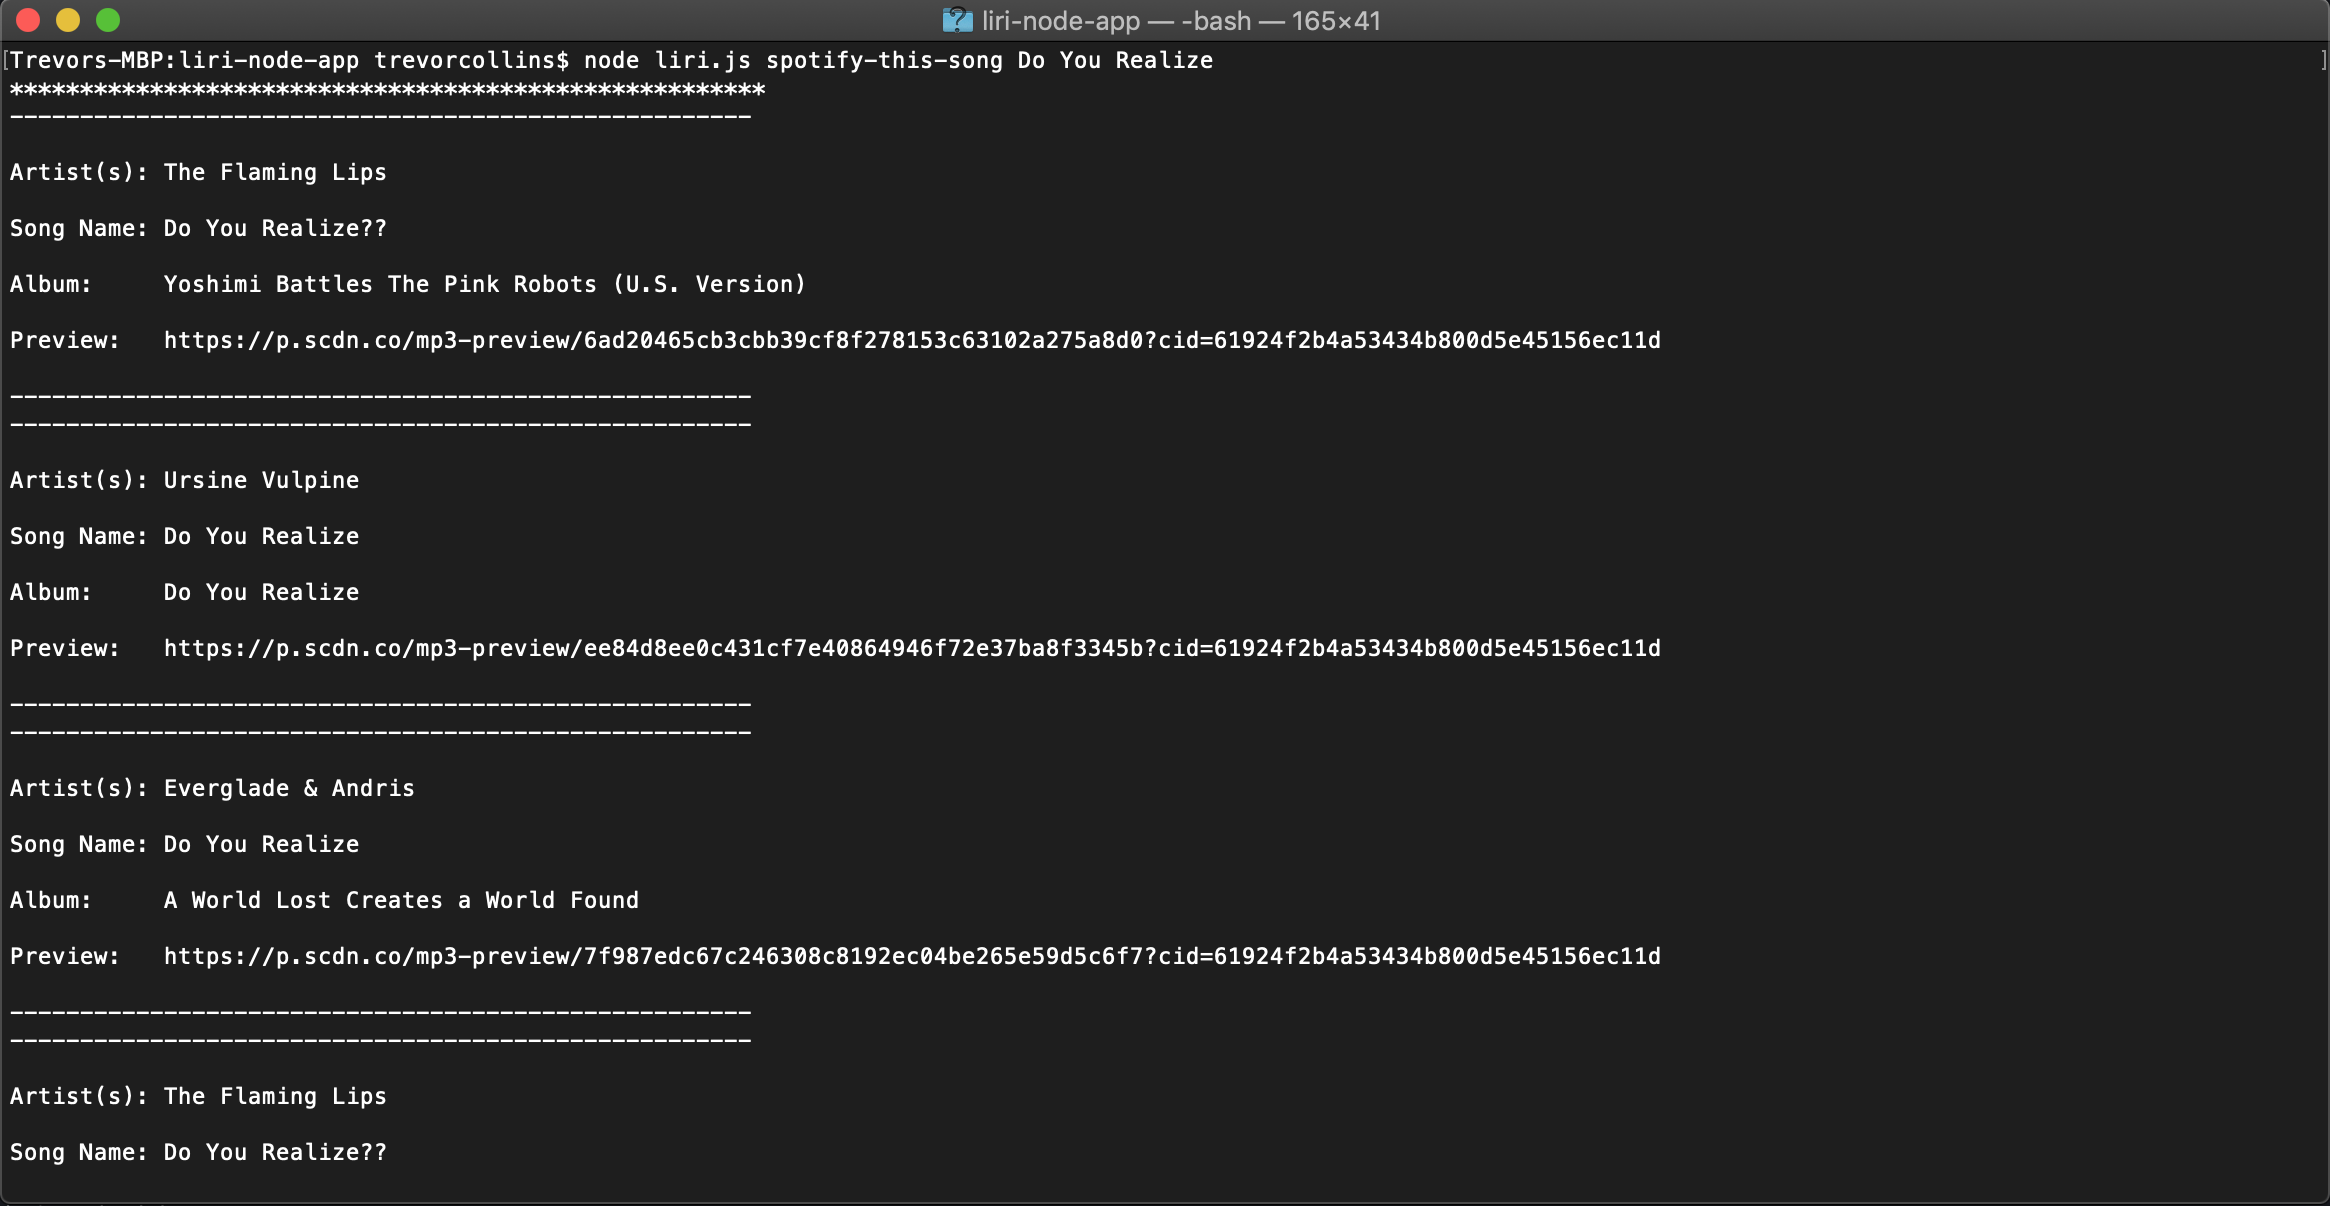 liri-node-app — -bash — 165×41
[Trevors-MBP:liri-node-app trevorcollins$ node liri.js spotify-this-song Do You Realize ]
******************************************************
-----------------------------------------------------
Artist(s): The Flaming Lips
Song Name: Do You Realize??
Album:     Yoshimi Battles The Pink Robots (U.S. Version)
Preview:   https://p.scdn.co/mp3-preview/6ad20465cb3cbb39cf8f278153c63102a275a8d0?cid=61924f2b4a53434b800d5e45156ec11d
-----------------------------------------------------
-----------------------------------------------------
Artist(s): Ursine Vulpine
Song Name: Do You Realize
Album:     Do You Realize
Preview:   https://p.scdn.co/mp3-preview/ee84d8ee0c431cf7e40864946f72e37ba8f3345b?cid=61924f2b4a53434b800d5e45156ec11d
-----------------------------------------------------
-----------------------------------------------------
Artist(s): Everglade & Andris
Song Name: Do You Realize
Album:     A World Lost Creates a World Found
Preview:   https://p.scdn.co/mp3-preview/7f987edc67c246308c8192ec04be265e59d5c6f7?cid=61924f2b4a53434b800d5e45156ec11d
-----------------------------------------------------
-----------------------------------------------------
Artist(s): The Flaming Lips
Song Name: Do You Realize??